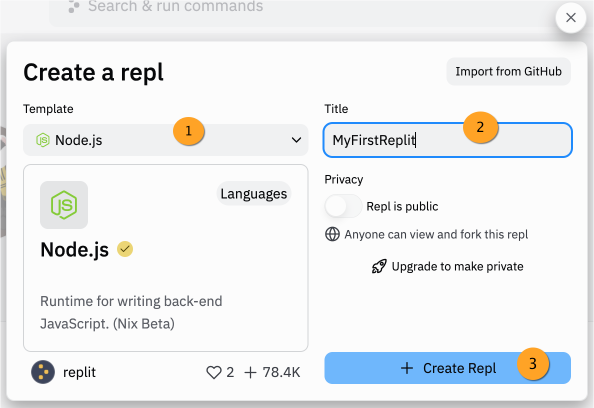 Search & run commands
Create a repl
Import from GitHub
Template
1
Node.js
Title
2
MyFirstReplit
JS
Languages
Node.js
Runtime for writing back-end
JavaScript. (Nix Beta)
replit
2
78.4K
Privacy
Repl is public
Anyone can view and fork this repl
Upgrade to make private
+ Create Repl
3